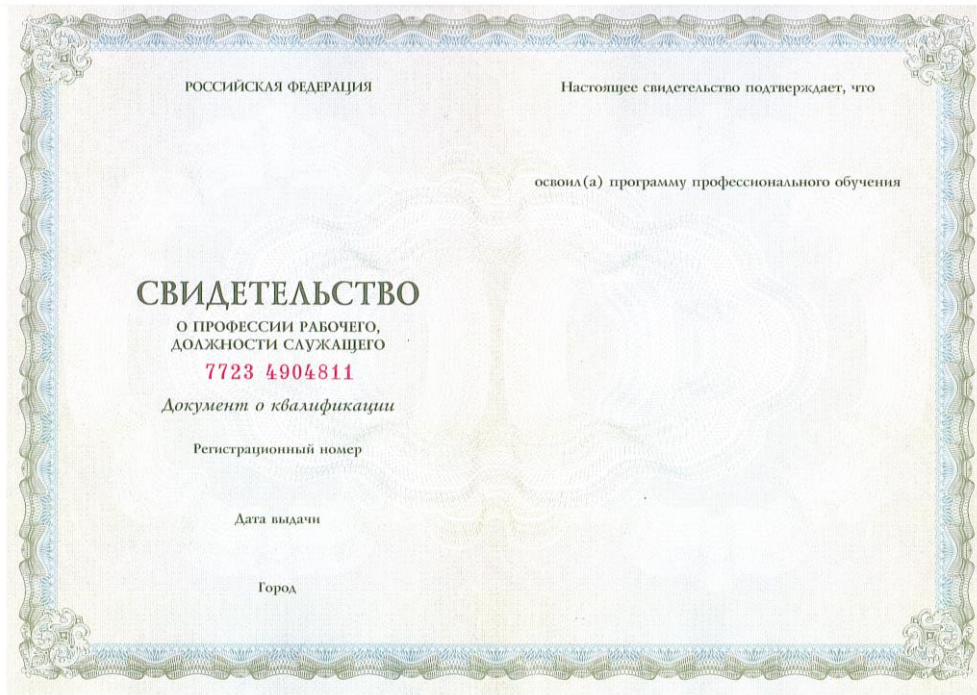 РОССИЙСКАЯ ФЕДЕРАЦИЯ
СВИДЕТЕЛЬСТВО
О ПРОФЕССИИ РАБОЧЕГО,
ДОЛЖНОСТИ СЛУЖАЩЕГО
7723 4904811
Документ о квалификации
Регистрационный номер
Дата выдачи
Город
Настоящее свидетельство подтверждает, что
освоил(а) программу профессионального обучения